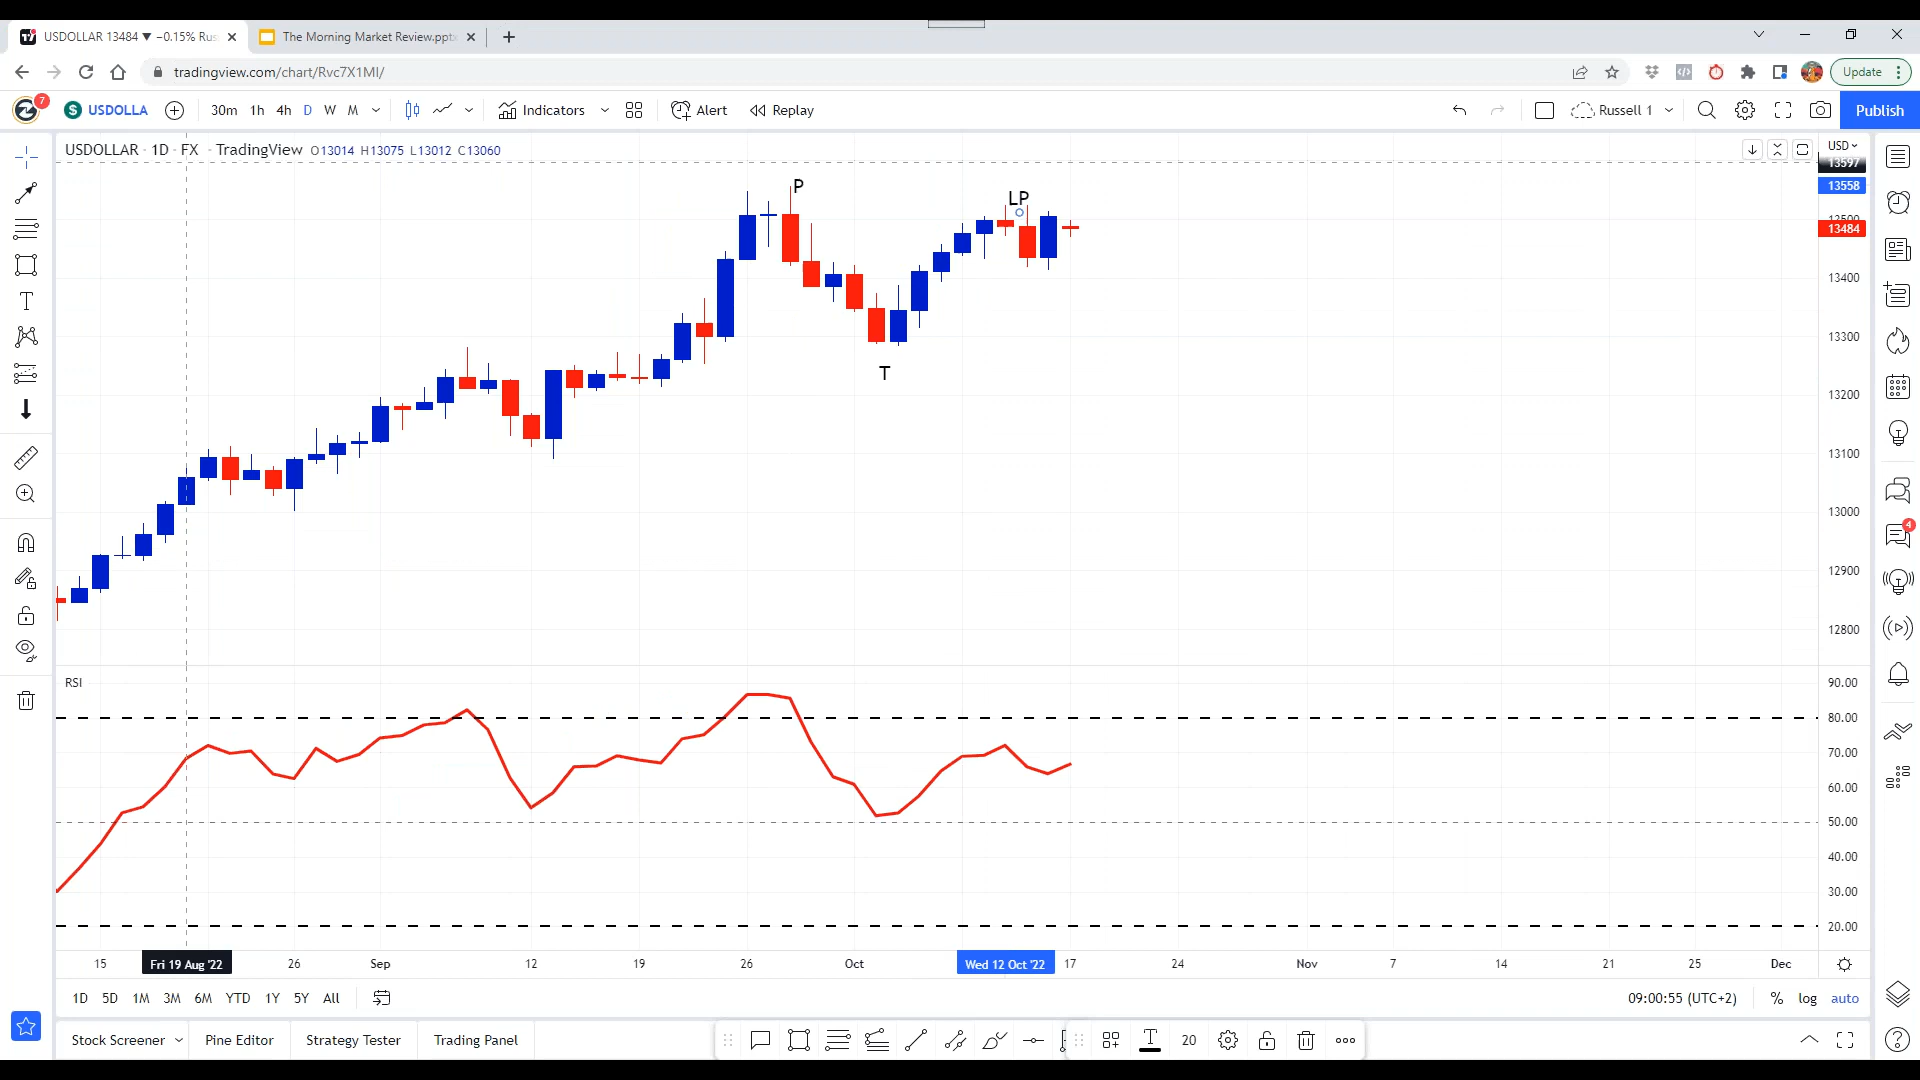 USDOLLAR 13484 ▼ −0.15% Rus
The Morning Market Review.pptx
tradingview.com/chart/Rvc7X1MI/
Update
7
USDOLLA
30m 1h 4h D W M
Indicators
Alert
Replay
Russell 1
Publish
USDOLLAR · 1D · FX · TradingView O13014 H13075 L13012 C13060
USD
13597
13558
P
LP
13500
13484
13400
13300
T
13200
13100
13000
12900
12800
4
RSI
90.00
80.00
70.00
60.00
50.00
40.00
30.00
20.00
15 Fri 19 Aug '22 26 Sep 12 19 26 Oct Wed 12 Oct '22 17 24 Nov 7 14 21 25 Dec
1D 5D 1M 3M 6M YTD 1Y 5Y All
09:00:55 (UTC+2) % log auto
Stock Screener Pine Editor Strategy Tester Trading Panel
20